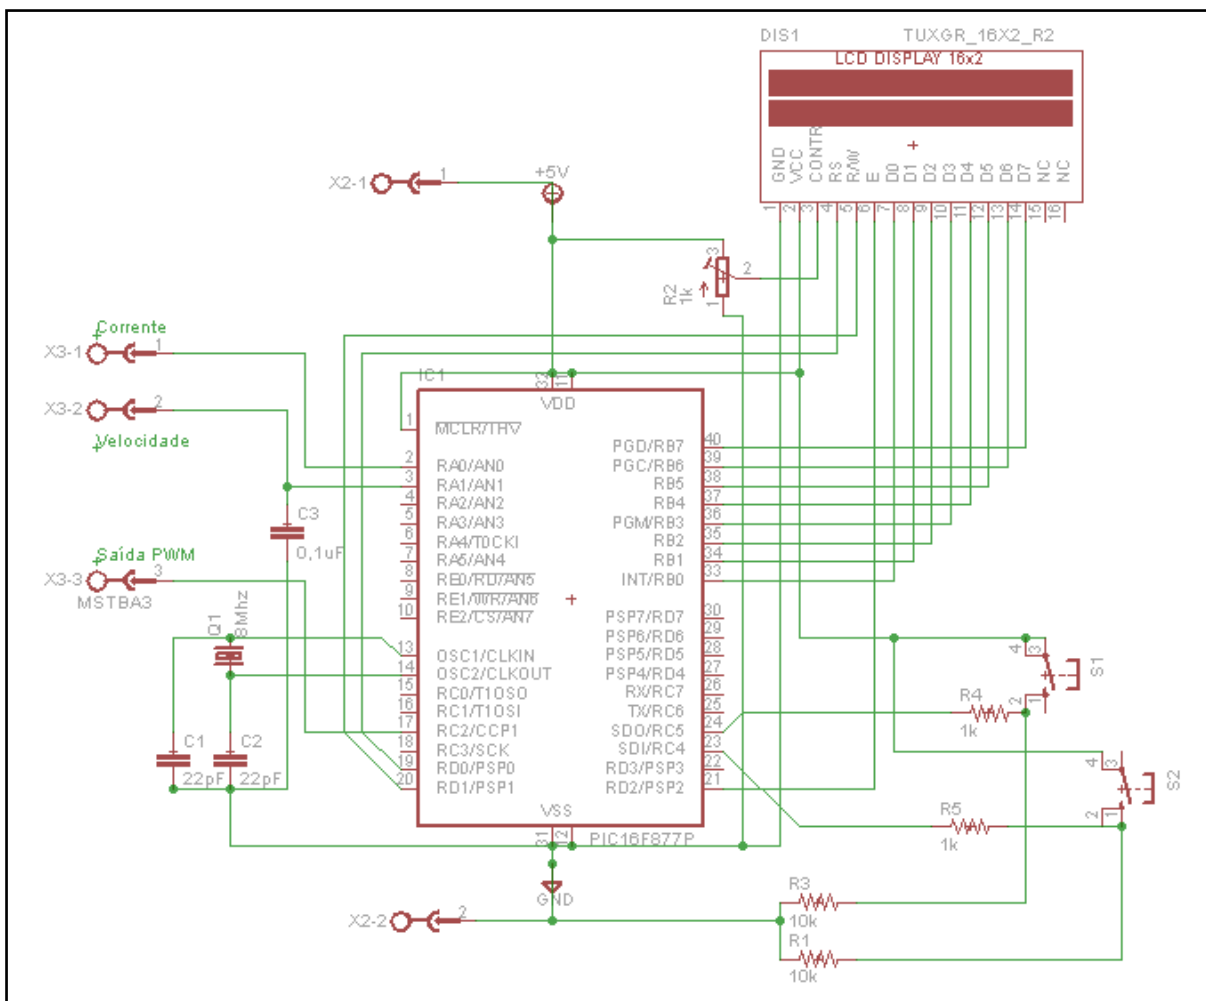 DIS1 TUXGR_16X2_R2
LCD DISPLAY 16x2
GND VCC CONTR RS R/W E D0 D1 D2 D3 D4 D5 D6 D7 NC NC
1 2 3 4 5 6 7 8 9 10 11 12 13 14 15 16
X2-1 1
+5V
R2 1k 3 2 1
Corrente
X3-1 1
X3-2 2
Velocidade
C3
0,1uF
Saída PWM
X3-3 3
MSTBA3
Q1 8Mhz
C1 C2
22pF 22pF
IC1
32 11
VDD
1 MCLR/THV
2 RA0/AN0
3 RA1/AN1
4 RA2/AN2
5 RA3/AN3
6 RA4/T0CKI
7 RA5/AN4
8 RE0/RD/AN5
9 RE1/WR/AN6
10 RE2/CS/AN7
13 OSC1/CLKIN
14 OSC2/CLKOUT
15 RC0/T1OSO
16 RC1/T1OSI
17 RC2/CCP1
18 RC3/SCK
19 RD0/PSP0
20 RD1/PSP1
PGD/RB7 40
PGC/RB6 39
RB5 38
RB4 37
PGM/RB3 36
RB2 35
RB1 34
INT/RB0 33
PSP7/RD7 30
PSP6/RD6 29
PSP5/RD5 28
PSP4/RD4 27
RX/RC7 26
TX/RC6 25
SDO/RC5 24
SDI/RC4 23
RD3/PSP3 22
RD2/PSP2 21
VSS
31 12
PIC16F877P
GND
X2-2 2
4 3 2 1 S1
R4
1k
4 3 2 1 S2
R5
1k
R3
10k
R1
10k